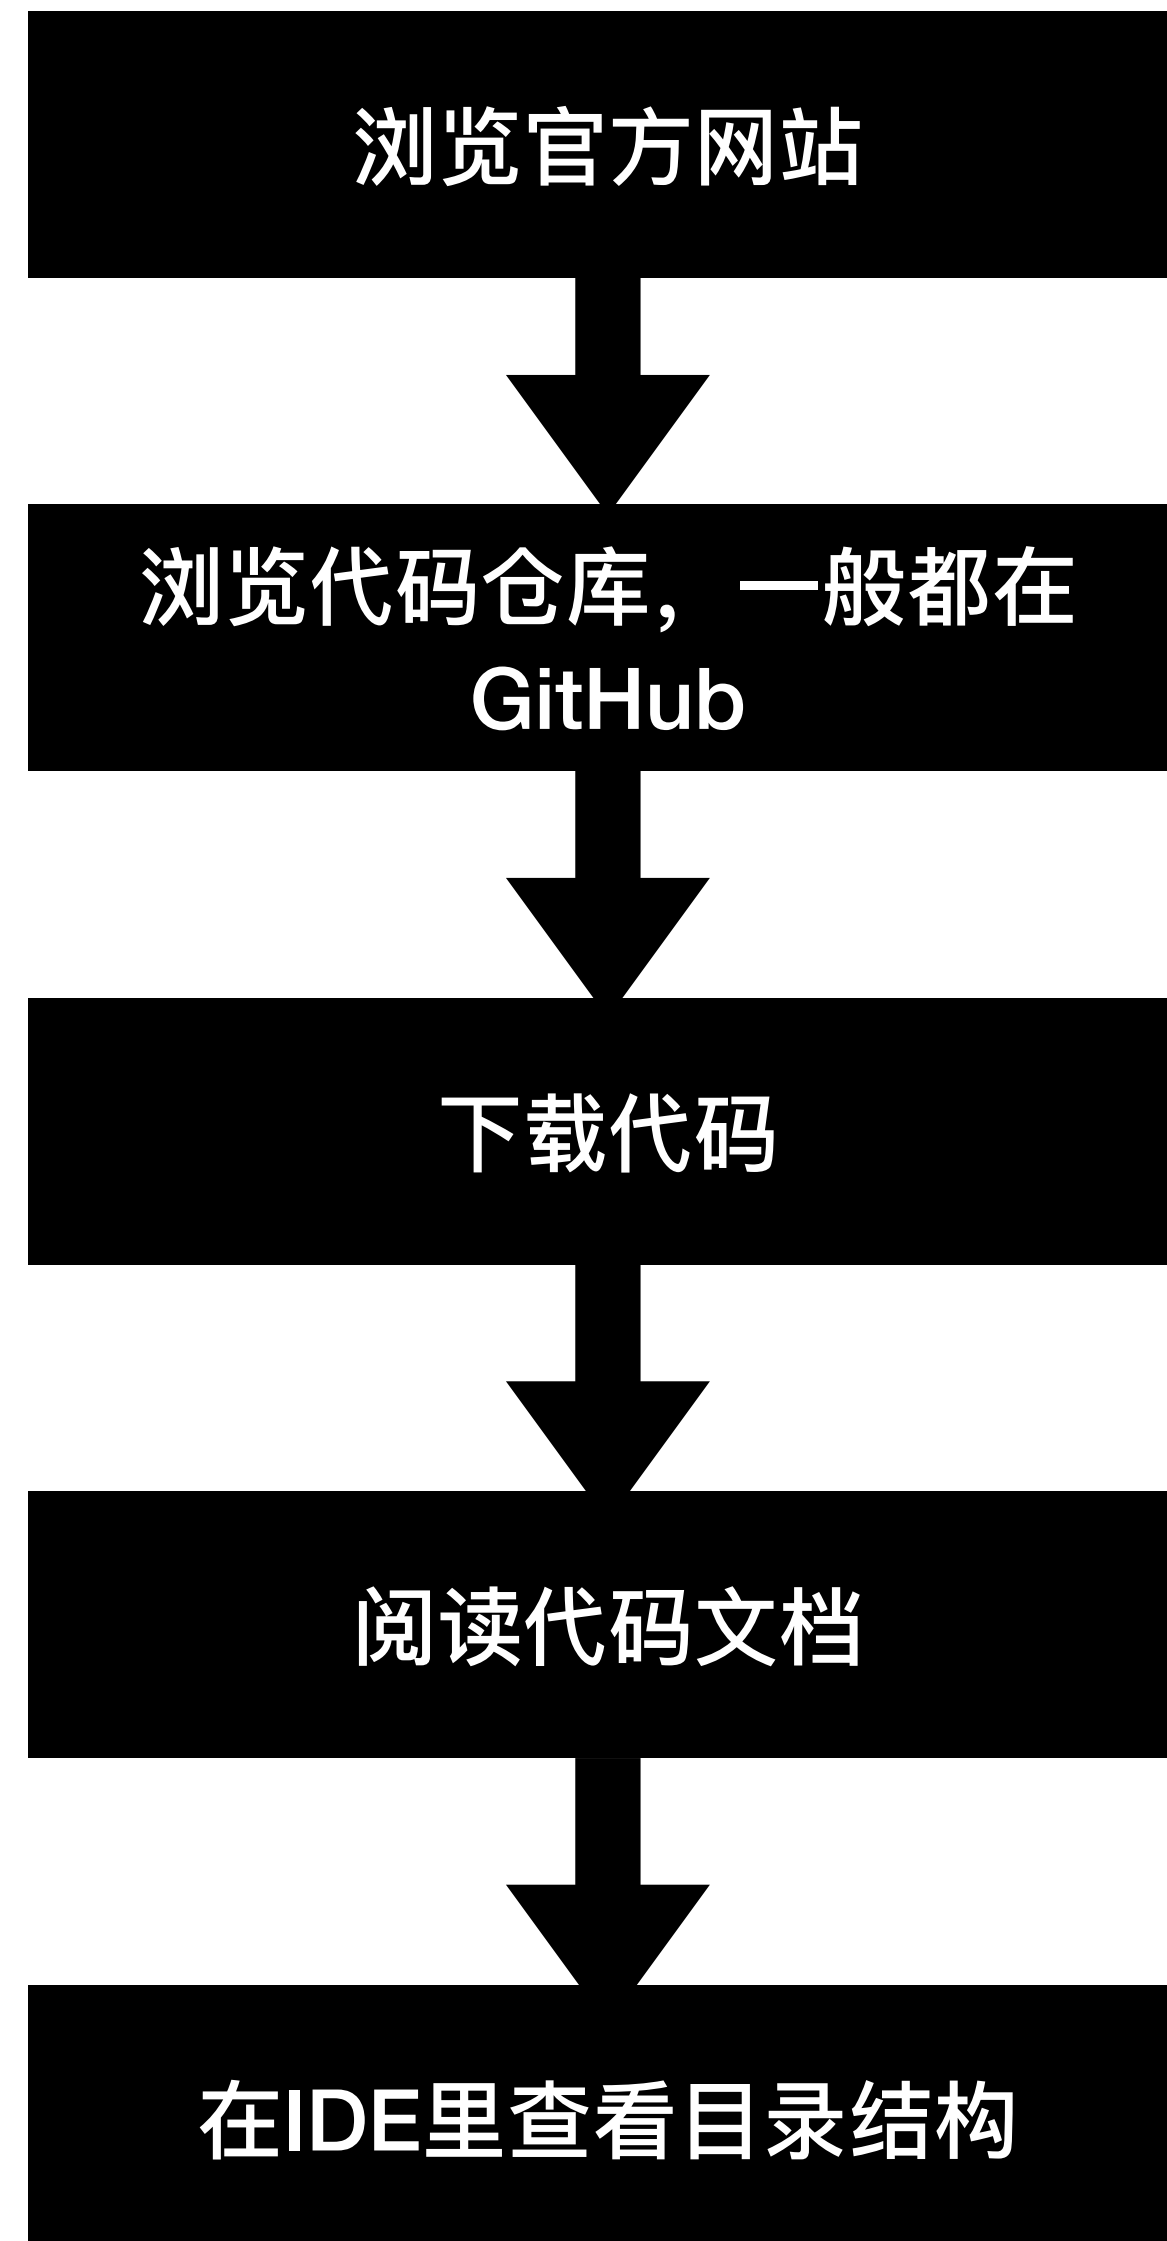 浏览官方网站
浏览代码仓库，一般都在
GitHub
下载代码
阅读代码文档
在IDE里查看目录结构